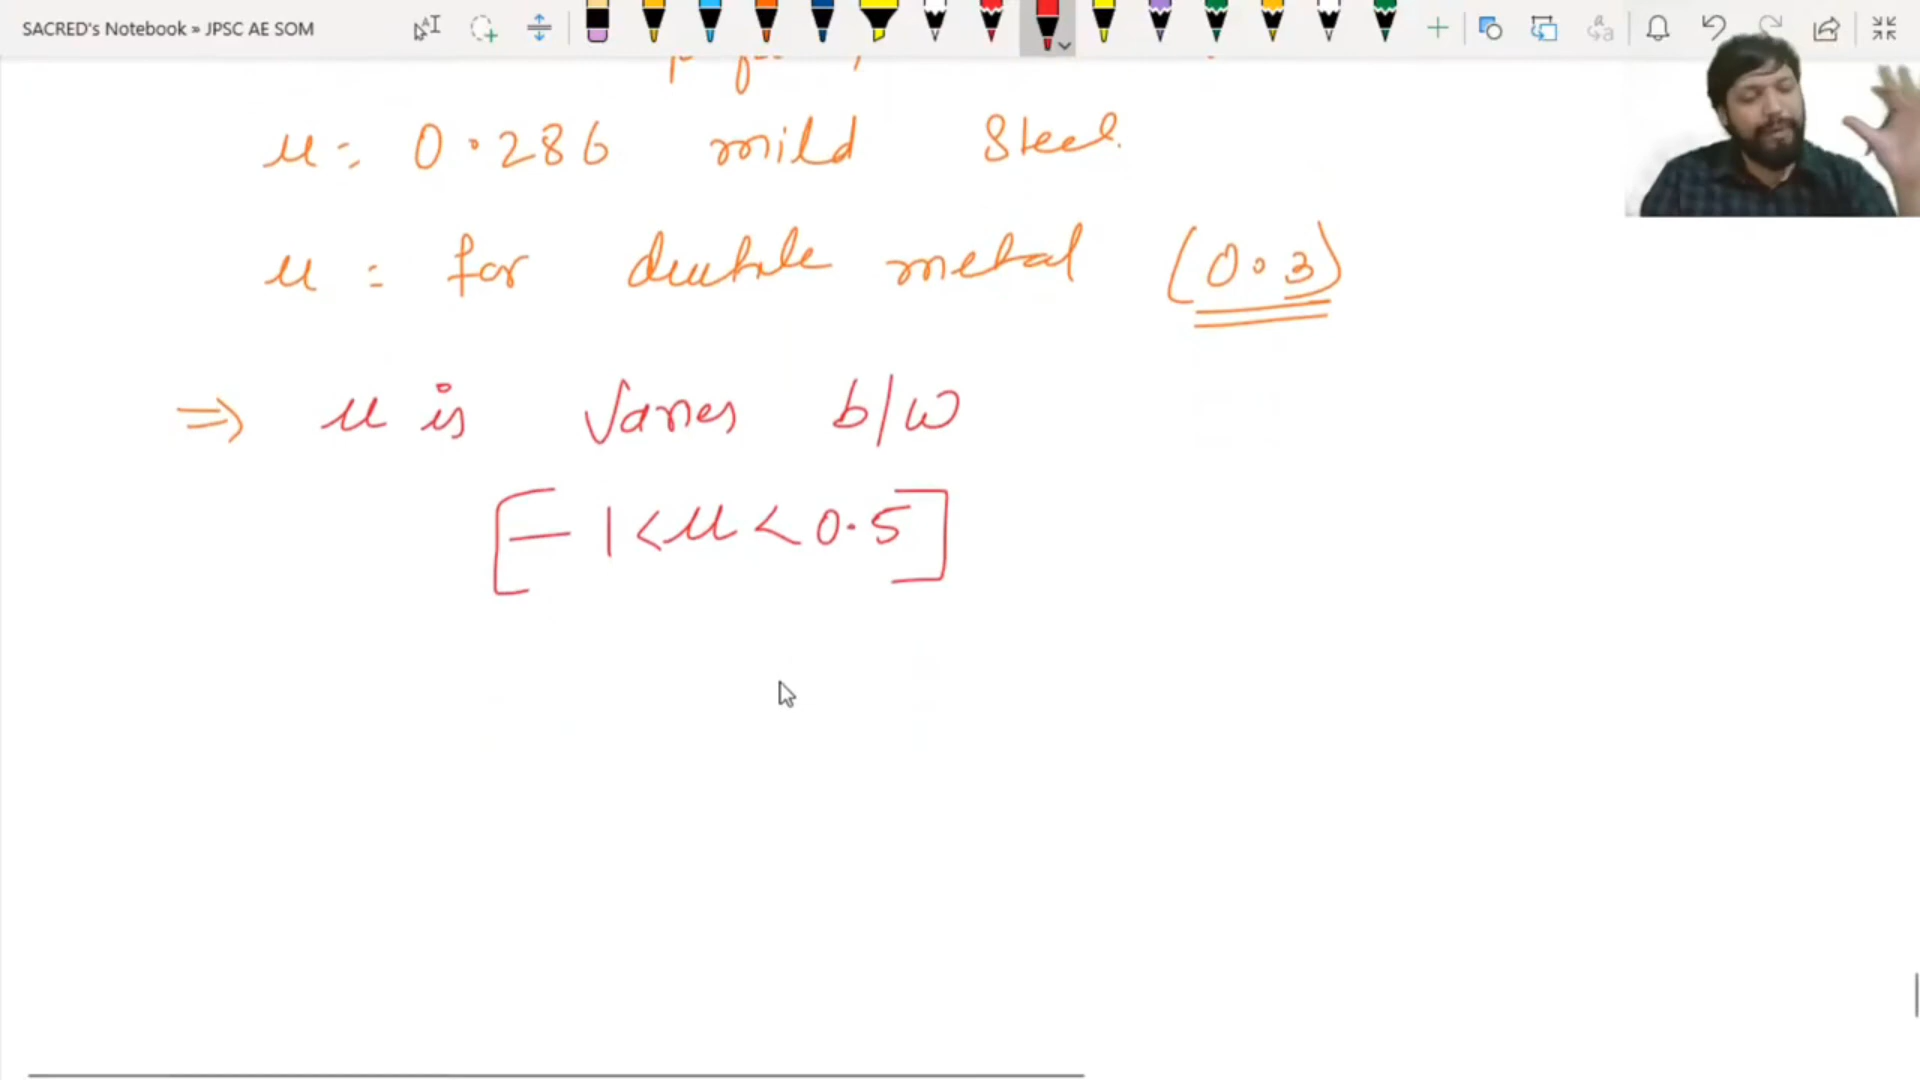 SACRED's Notebook » JPSC AE SOM
μ = 0.286 mild Steel.
μ = for ductile metal (0.3)
⇒ μ is varies b/w
[-1<μ<0.5]